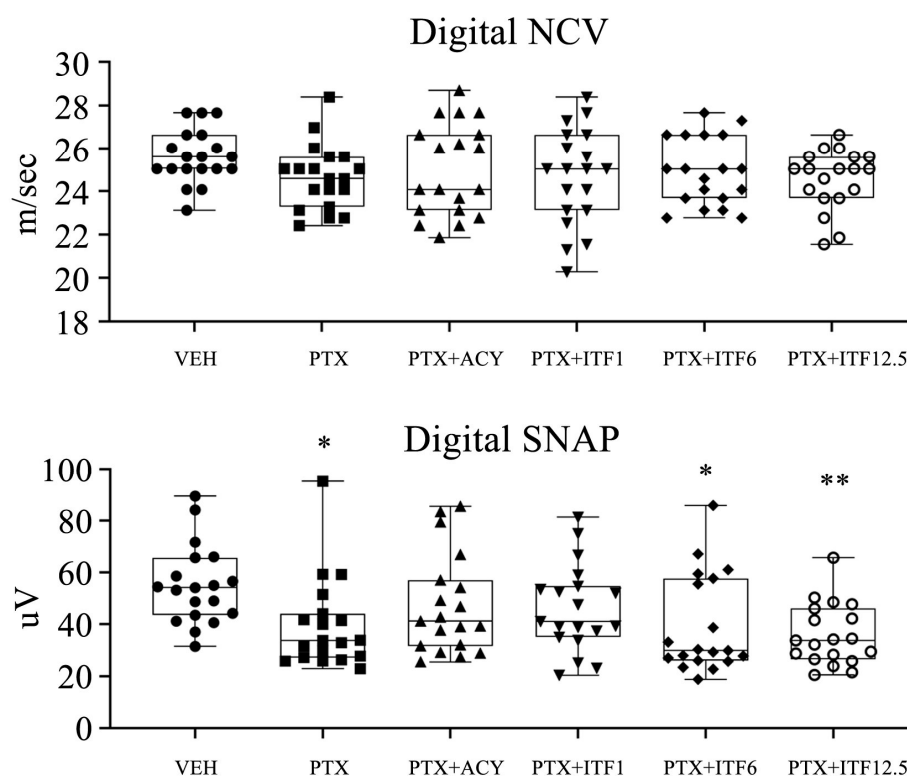 Digital NCV
30
28
26
24
22
20
18
m/sec
VEH PTX PTX+ACY PTX+ITF1 PTX+ITF6 PTX+ITF12.5
Digital SNAP
* * **
100
80
60
40
20
0
uV
VEH PTX PTX+ACY PTX+ITF1 PTX+ITF6 PTX+ITF12.5